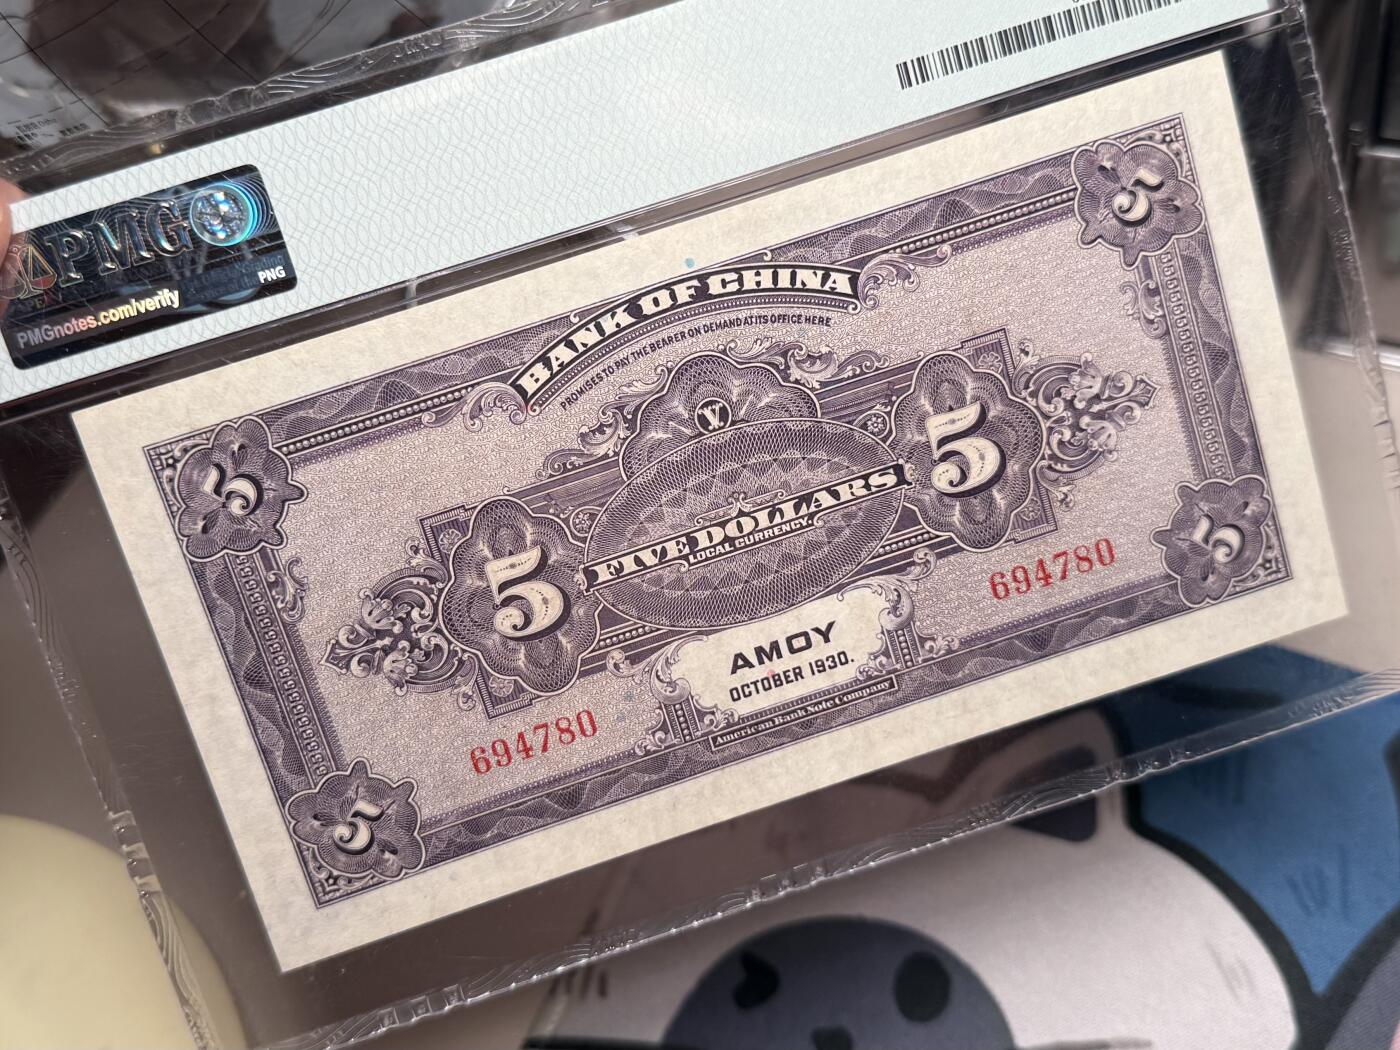 PMG
PNG
PMGnotes.com/verify
5
BANK OF CHINA
PROMISES TO PAY THE BEARER ON DEMAND AT ITS OFFICE HERE
V
5
5
5
FIVE DOLLARS
LOCAL CURRENCY.
5
694780
AMOY
OCTOBER 1930.
694780
American Bank Note Company
5